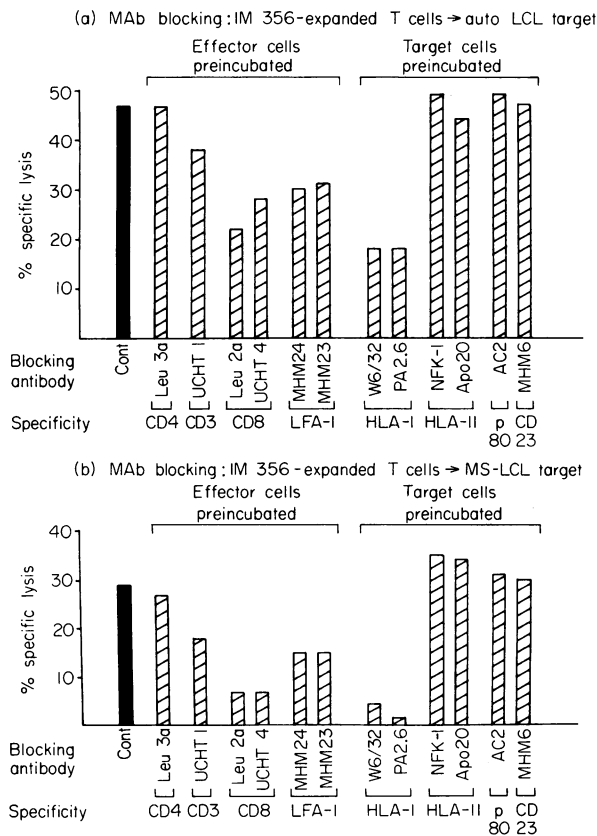 (a) MAb blocking: IM 356-expanded T cells → auto LCL target
Effector cells preincubated
Target cells preincubated
50
40
30
20
10
% specific lysis
Blocking antibody
Cont
Leu 3a
UCHT 1
Leu 2a
UCHT 4
MHM24
MHM23
W6/32
PA2.6
NFK-1
Apo20
AC2
MHM6
Specificity
CD4
CD3
CD8
LFA-1
HLA-1
HLA-11
p 80
CD 23
(b) MAb blocking: IM 356-expanded T cells → MS-LCL target
Effector cells preincubated
Target cells preincubated
40
30
20
10
% specific lysis
Blocking antibody
Cont
Leu 3a
UCHT 1
Leu 2a
UCHT 4
MHM24
MHM23
W6/32
PA2.6
NFK-1
Apo20
AC2
MHM6
Specificity
CD4
CD3
CD8
LFA-1
HLA-1
HLA-11
p 80
CD 23